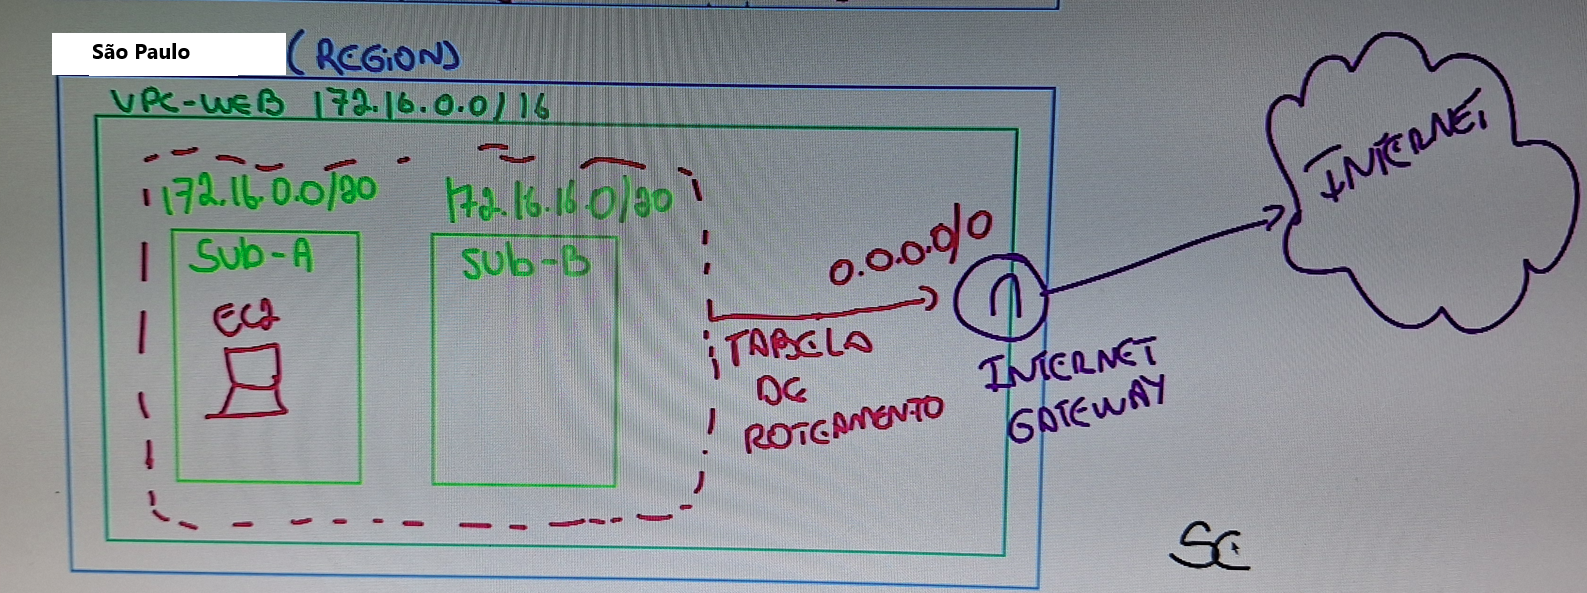 São Paulo (REGION)
VPC-WEB 172.16.0.0/16
172.16.0.0/20
172.16.16.0/20
SUb-A
SUb-B
EC2
0.0.0.0/0
TABELA
DE
ROTEAMENTO
INTERNET
GATEWAY
INTERNET